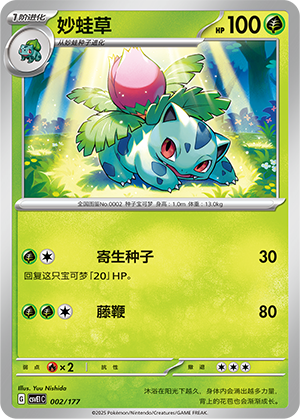 1阶进化
妙蛙草
HP 100
从妙蛙种子进化
全国图鉴No.0002 种子宝可梦 身高：1.0m 体重：13.0kg
寄生种子 30
回复这只宝可梦「20」HP。
藤鞭 80
弱点 ×2 抗性 撤退
Illus. Yuu Nishida
G 002/177
沐浴在阳光下越久，身体内会涌出越多力量，
背上的花苞也会渐渐成长。
©2025 Pokémon/Nintendo/Creatures/GAME FREAK.